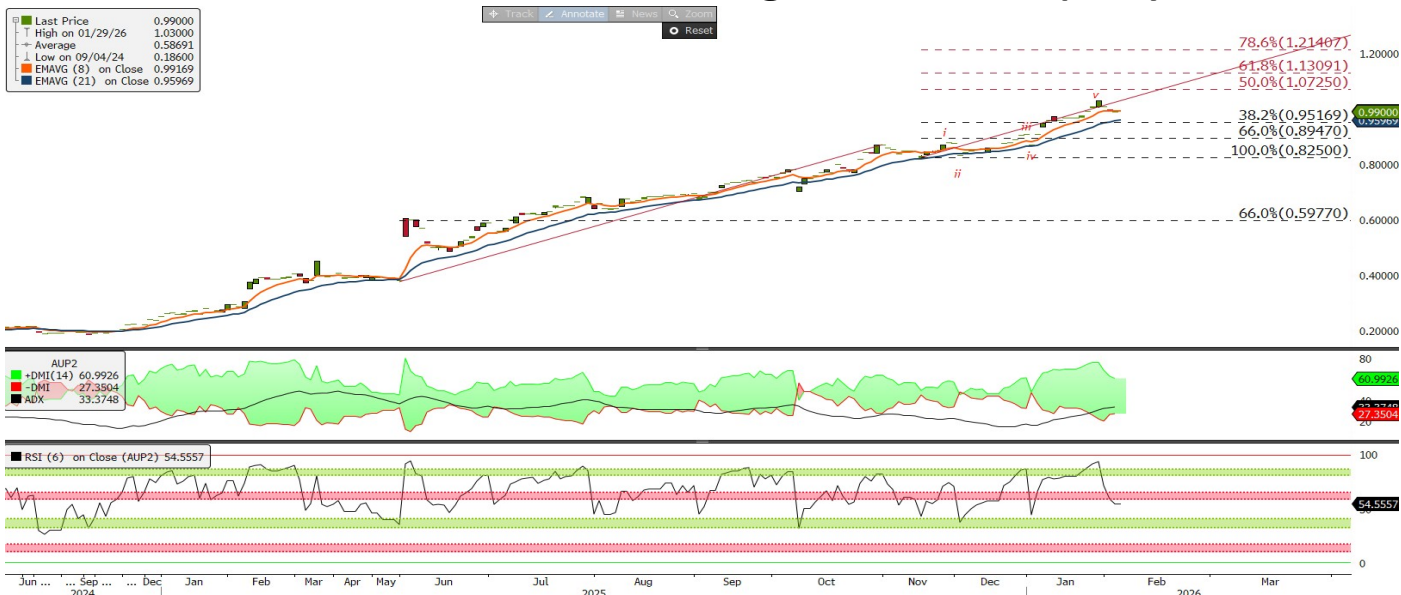 Track Annotate News Zoom
Reset
Last Price 0.99000
High on 01/29/26 1.03000
Average 0.58691
Low on 09/04/24 0.18600
EMAVG (8) on Close 0.99169
EMAVG (21) on Close 0.95969
78.6%(1.21407)
61.8%(1.13091)
50.0%(1.07250)
38.2%(0.95169)
66.0%(0.89470)
100.0%(0.82500)
66.0%(0.59770)
i
ii
iii
iv
v
1.20000
0.99000
0.95969
0.80000
0.60000
0.40000
0.20000
AUP2
+DMI(14) 60.9926
-DMI 27.3504
ADX 33.3748
80
60.9926
40
33.3748
27.3504
20
RSI (6) on Close (AUP2) 54.5557
100
54.5557
50
0
Jun ... ... Sep ... ... Dec Jan Feb Mar Apr May Jun Jul Aug Sep Oct Nov Dec Jan Feb Mar
2024 2025 2026